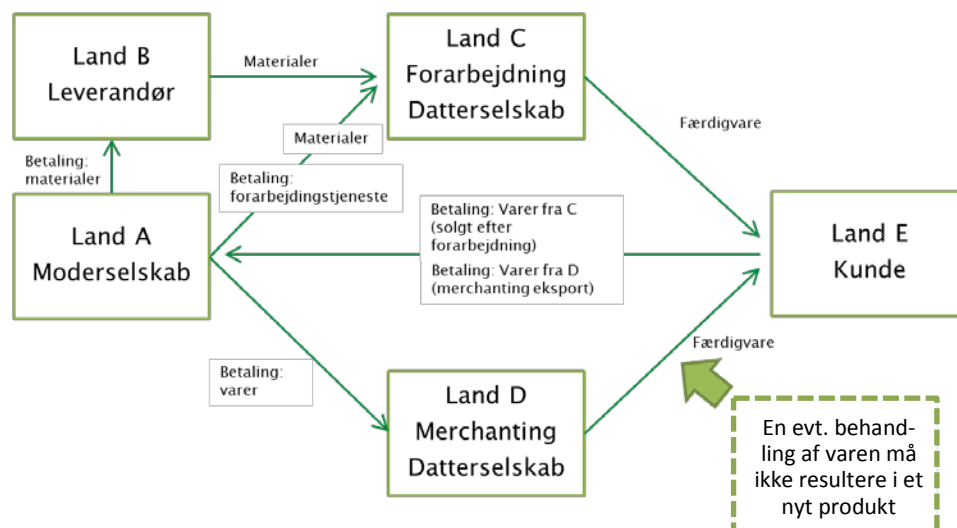 Land B
Leverandør
Materialer
Land C
Forarbejdning
Datterselskab
Færdigvare
Materialer
Betaling:
materialer
Betaling:
forarbejdingstjeneste
Land A
Moderselskab
Betaling: Varer fra C
(solgt efter
forarbejdning)
Betaling: Varer fra D
(merchanting eksport)
Land E
Kunde
Betaling:
varer
Færdigvare
Land D
Merchanting
Datterselskab
En evt. behand-
ling af varen må
ikke resultere i et
nyt produkt